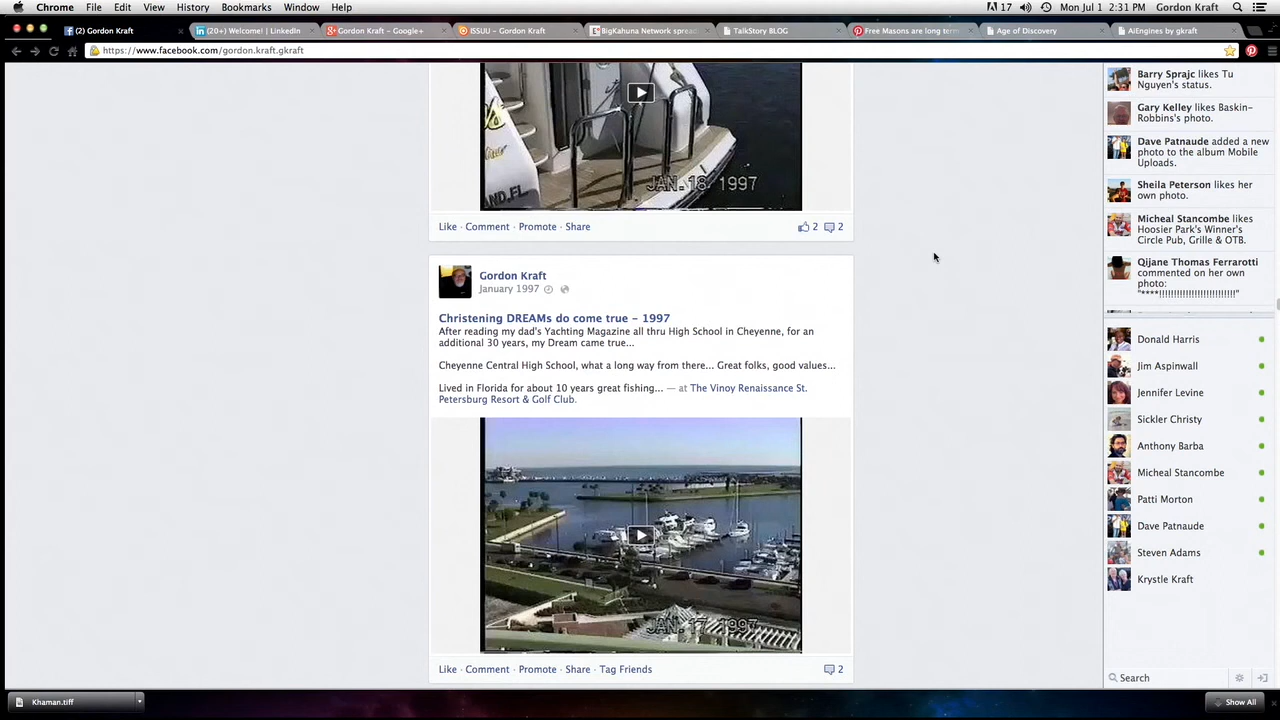 Chrome File Edit View History Bookmarks Window Help
17 Mon Jul 1 2:31 PM Gordon Kraft
(2) Gordon Kraft
(20+) Welcome! | LinkedIn
Gordon Kraft - Google+
ISSUU - Gordon Kraft
BigKahuna Network spread
TalkStory BLOG
Free Masons are long term
Age of Discovery
AiEngines by gkraft
https://www.facebook.com/gordon.kraft.gkraft
ND, FL.
JAN. 18 1997
Like · Comment · Promote · Share
2 2
Gordon Kraft
January 1997
Christening DREAMs do come true - 1997
After reading my dad's Yachting Magazine all thru High School in Cheyenne, for an
additional 30 years, my Dream came true...
Cheyenne Central High School, what a long way from there... Great folks, good values...
Lived in Florida for about 10 years great fishing... — at The Vinoy Renaissance St.
Petersburg Resort & Golf Club.
JAN. 17 1997
Like · Comment · Promote · Share · Tag Friends
2
Barry Sprajc likes Tu
Nguyen's status.
Gary Kelley likes Baskin-
Robbins's photo.
Dave Patnaude added a new
photo to the album Mobile
Uploads.
Sheila Peterson likes her
own photo.
Micheal Stancombe likes
Hoosier Park's Winner's
Circle Pub, Grille & OTB.
Qijane Thomas Ferrarotti
commented on her own
photo:
"****!!!!!!!!!!!!!!!!!!!!!!!!!!"
Donald Harris
Jim Aspinwall
Jennifer Levine
Sickler Christy
Anthony Barba
Micheal Stancombe
Patti Morton
Dave Patnaude
Steven Adams
Krystle Kraft
Search
Khaman.tiff
Show All